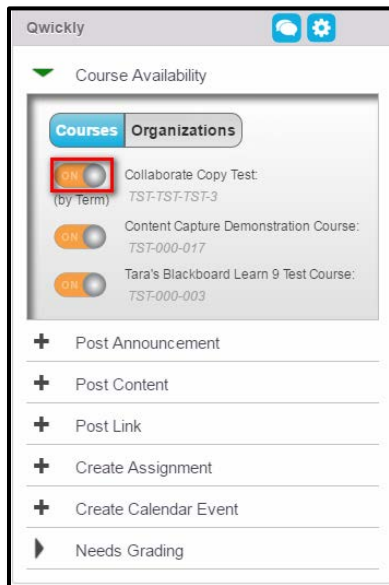 Qwickly
Course Availability
Courses Organizations
ON Collaborate Copy Test:
(by Term) TST-TST-TST-3
Content Capture Demonstration Course:
ON
TST-000-017
Tara's Blackboard Learn 9 Test Course:
ON
TST-000-003
Post Announcement
Post Content
Post Link
Create Assignment
Create Calendar Event
Needs Grading